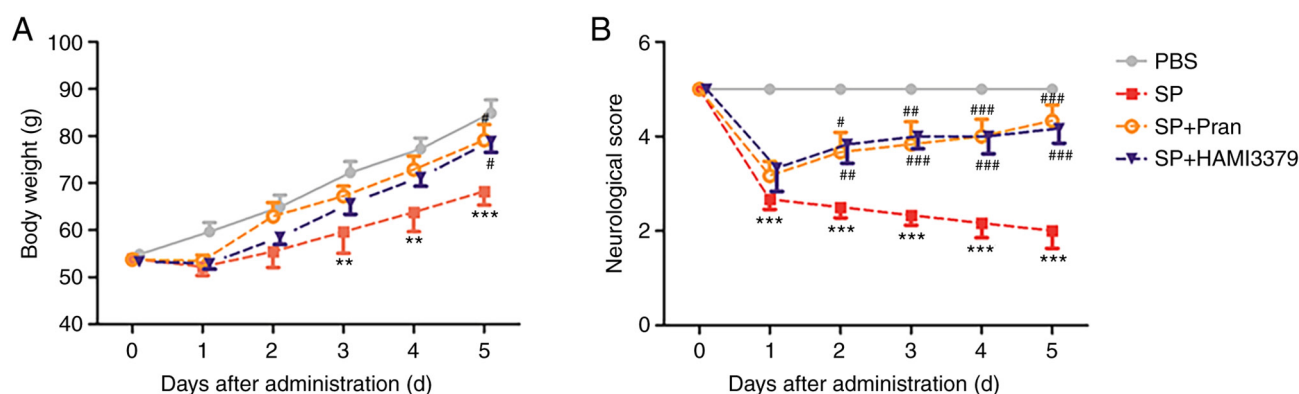 A
B
100
90
80
70
60
50
40
Body weight (g)
0 1 2 3 4 5
Days after administration (d)
** ** ***
#
#
6
4
2
0
Neurological score
0 1 2 3 4 5
Days after administration (d)
# ## ### ###
## ### ### ###
*** *** *** *** ***
PBS
SP
SP+Pran
SP+HAMI3379